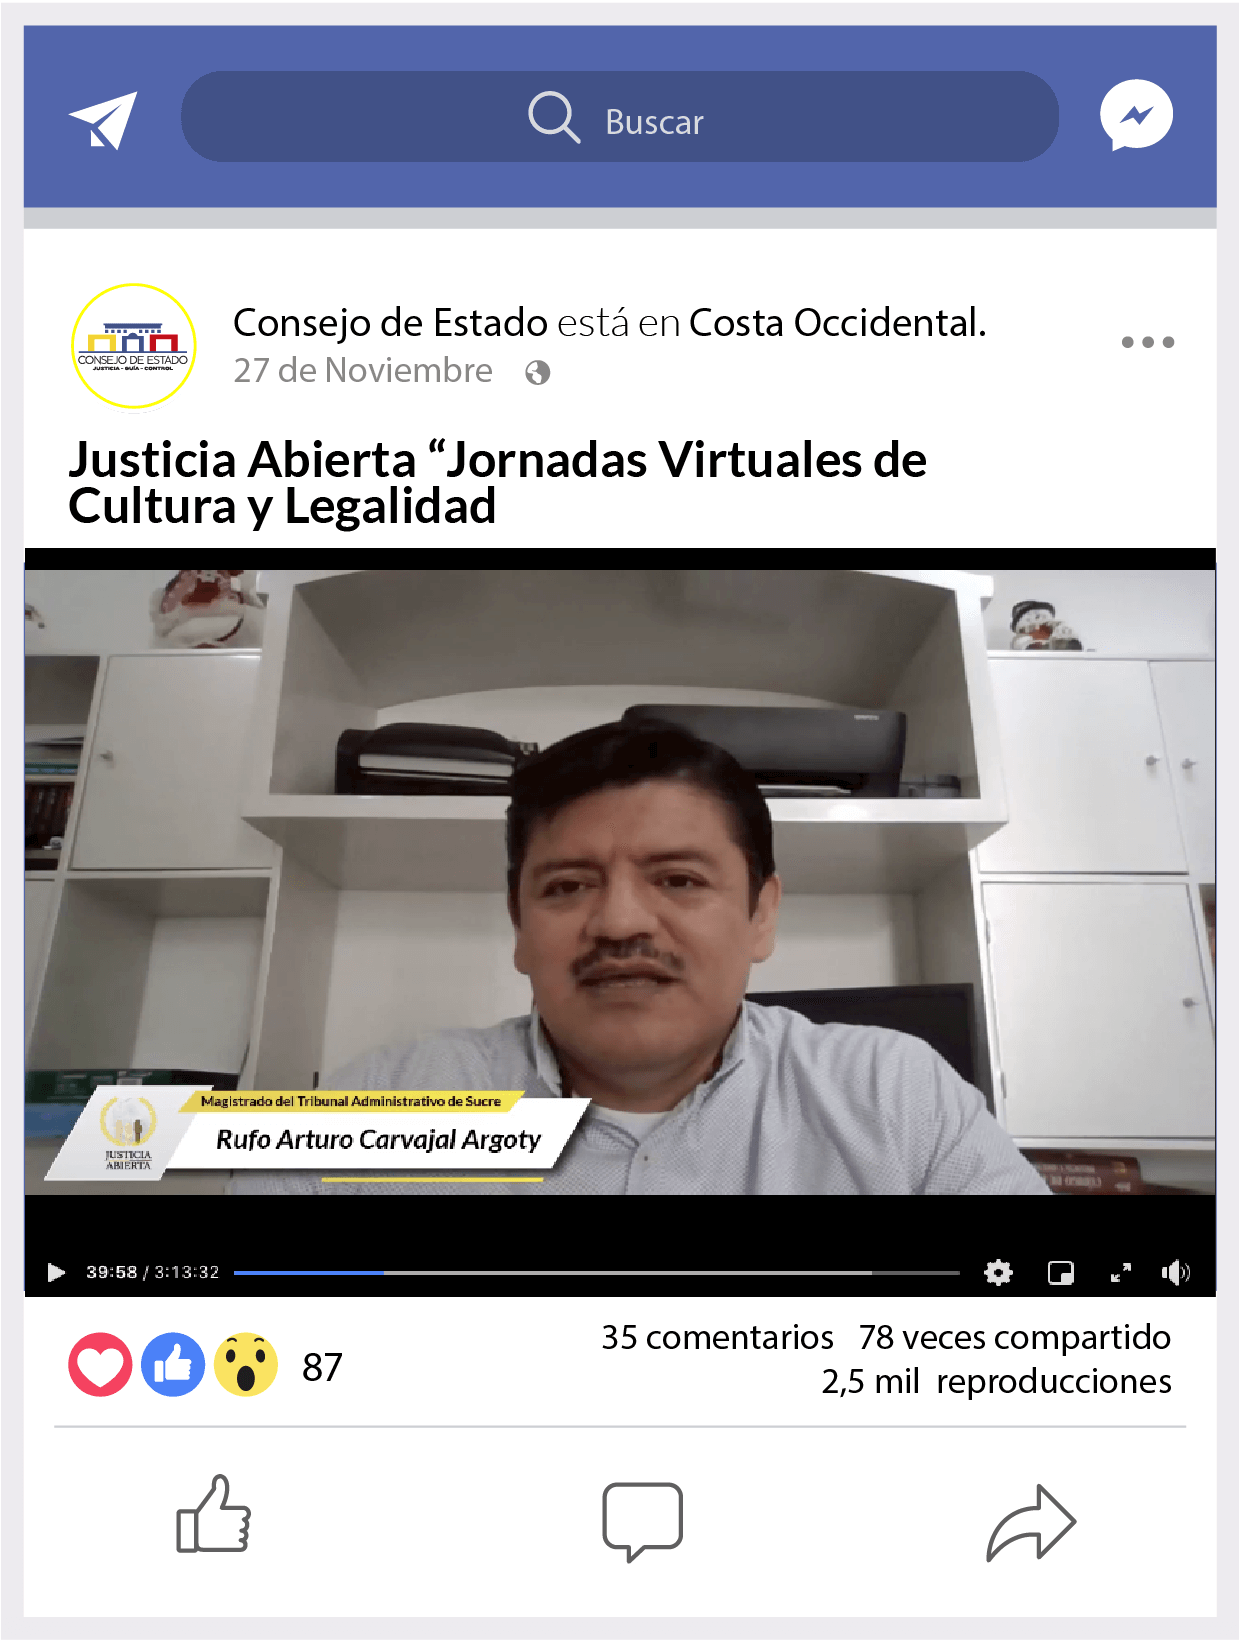 Buscar
CONSEJO DE ESTADO
JUSTICIA - GUÍA - CONTROL
Consejo de Estado está en Costa Occidental.
27 de Noviembre
Justicia Abierta “Jornadas Virtuales de
Cultura y Legalidad
Magistrado del Tribunal Administrativo de Sucre
Rufo Arturo Carvajal Argoty
JUSTICIA
ABIERTA
39:58 / 3:13:32
87
35 comentarios 78 veces compartido
2,5 mil reproducciones